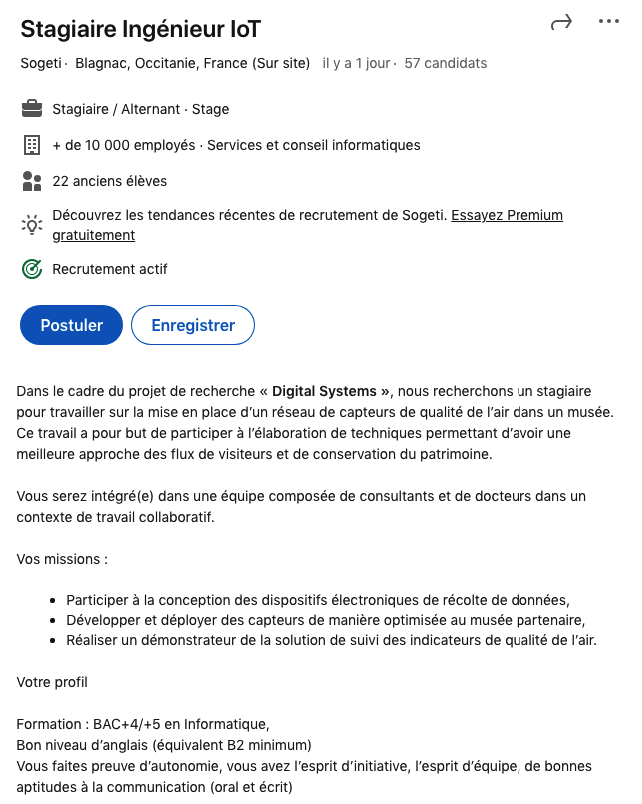 Stagiaire Ingénieur IoT
Sogeti · Blagnac, Occitanie, France (Sur site) il y a 1 jour · 57 candidats
Stagiaire / Alternant · Stage
+ de 10 000 employés · Services et conseil informatiques
22 anciens élèves
Découvrez les tendances récentes de recrutement de Sogeti. Essayez Premium
gratuitement
Recrutement actif
Postuler Enregistrer
Dans le cadre du projet de recherche « Digital Systems », nous recherchons un stagiaire
pour travailler sur la mise en place d'un réseau de capteurs de qualité de l'air dans un musée.
Ce travail a pour but de participer à l'élaboration de techniques permettant d'avoir une
meilleure approche des flux de visiteurs et de conservation du patrimoine.
Vous serez intégré(e) dans une équipe composée de consultants et de docteurs dans un
contexte de travail collaboratif.
Vos missions :
• Participer à la conception des dispositifs électroniques de récolte de données,
• Développer et déployer des capteurs de manière optimisée au musée partenaire,
• Réaliser un démonstrateur de la solution de suivi des indicateurs de qualité de l'air.
Votre profil
Formation : BAC+4/+5 en Informatique,
Bon niveau d'anglais (équivalent B2 minimum)
Vous faites preuve d'autonomie, vous avez l'esprit d'initiative, l'esprit d'équipe, de bonnes
aptitudes à la communication (oral et écrit)